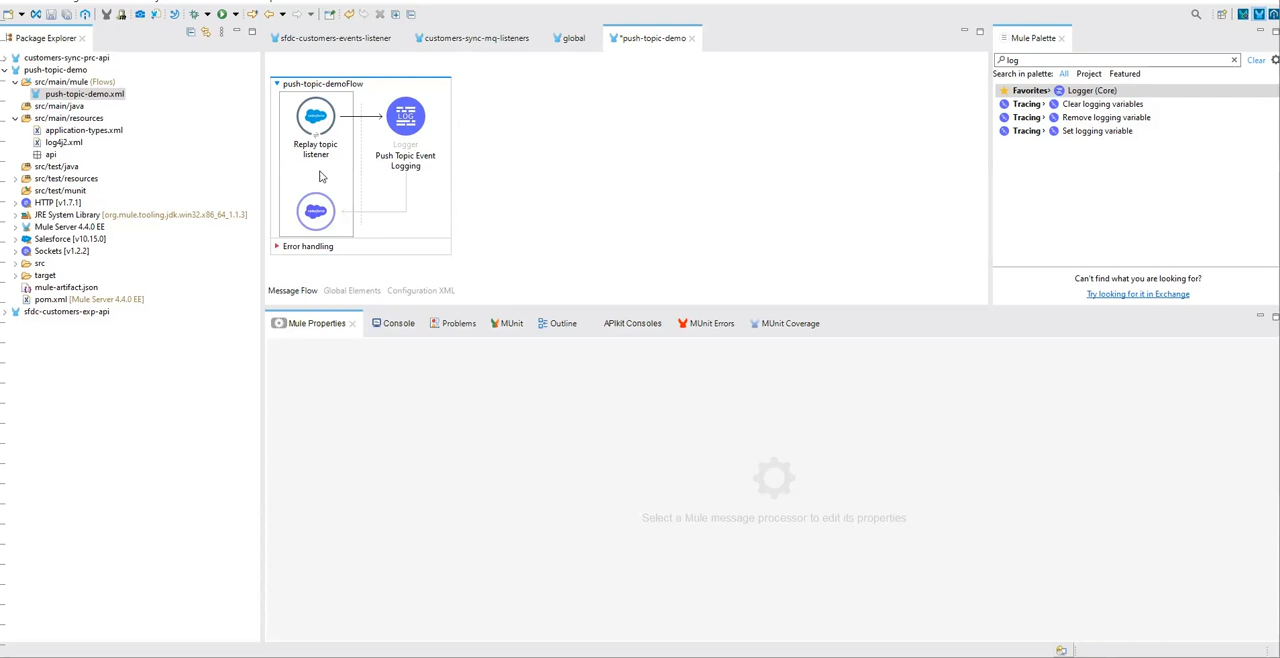 Package Explorer
sfdc-customers-events-listener
customers-sync-mq-listeners
global
*push-topic-demo
Mule Palette
customers-sync-prc-api
push-topic-demo
src/main/mule (Flows)
push-topic-demo.xml
src/main/java
src/main/resources
application-types.xml
log4j2.xml
api
src/test/java
src/test/resources
src/test/munit
HTTP [v1.7.1]
JRE System Library [org.mule.tooling.jdk.win32.x86_64_1.1.3]
Mule Server 4.4.0 EE
Salesforce [v10.15.0]
Sockets [v1.2.2]
src
target
mule-artifact.json
pom.xml [Mule Server 4.4.0 EE]
sfdc-customers-exp-api
push-topic-demoFlow
LOG
Replay topic
listener
Logger
Push Topic Event
Logging
Error handling
Message Flow Global Elements Configuration XML
log
Clear
Search in palette: All Project Featured
Favorites› Logger (Core)
Tracing › Clear logging variables
Tracing › Remove logging variable
Tracing › Set logging variable
Can't find what you are looking for?
Try looking for it in Exchange
Mule Properties
Console
Problems
MUnit
Outline
APIkit Consoles
MUnit Errors
MUnit Coverage
Select a Mule message processor to edit its properties